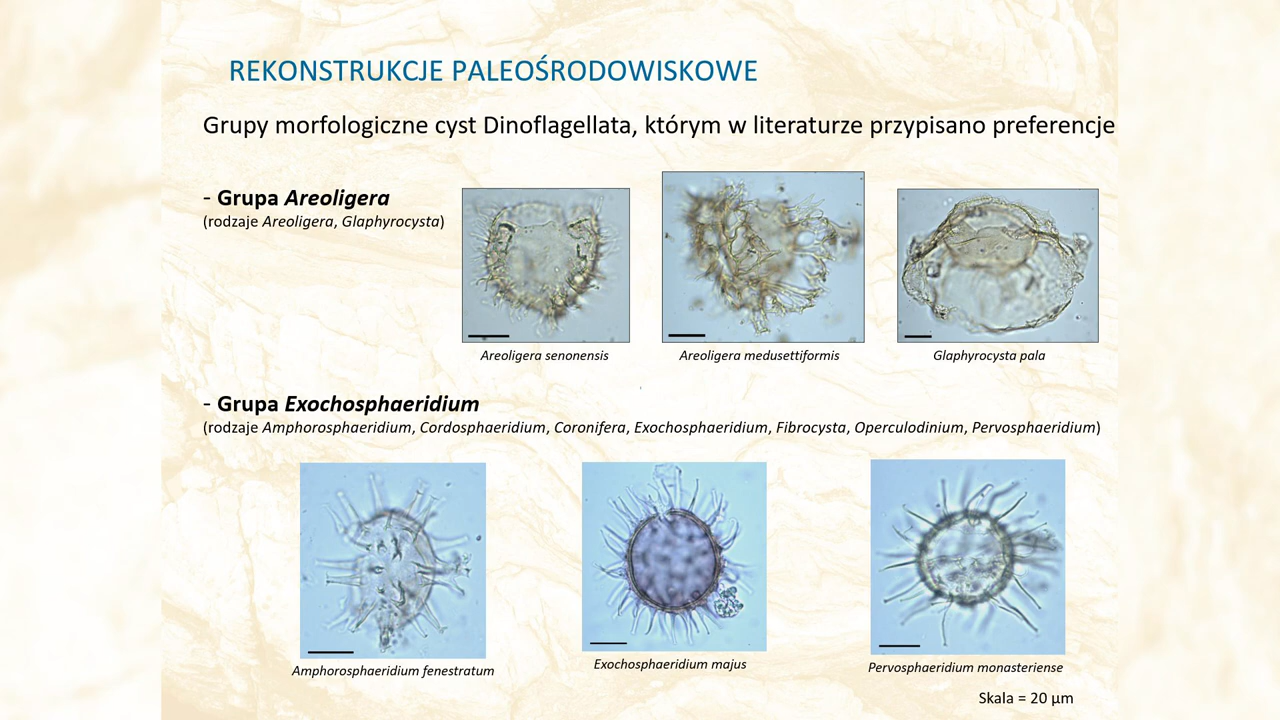 REKONSTRUKCJE PALEOŚRODOWISKOWE
Grupy morfologiczne cyst Dinoflagellata, którym w literaturze przypisano preferencje
- Grupa Areoligera
(rodzaje Areoligera, Glaphyrocysta)
Areoligera senonensis
Areoligera medusettiformis
Glaphyrocysta pala
- Grupa Exochosphaeridium
(rodzaje Amphorosphaeridium, Cordosphaeridium, Coronifera, Exochosphaeridium, Fibrocysta, Operculodinium, Pervosphaeridium)
Amphorosphaeridium fenestratum
Exochosphaeridium majus
Pervosphaeridium monasteriense
Skala = 20 µm